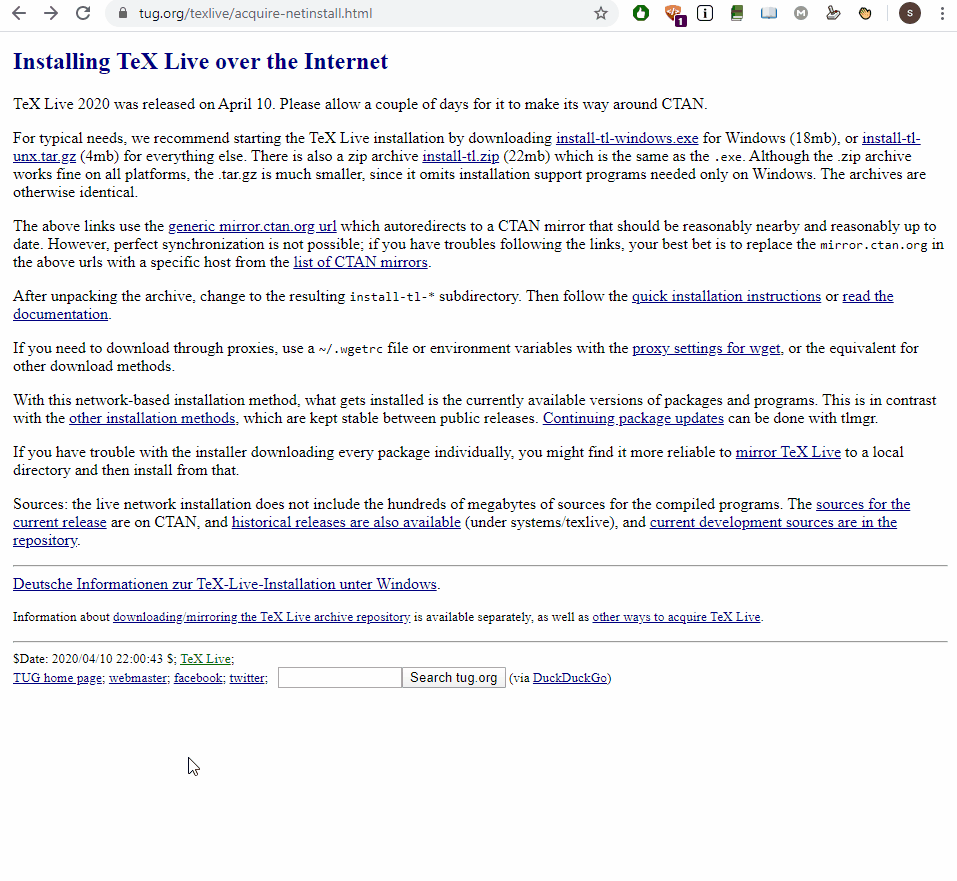 tug.org/texlive/acquire-netinstall.html
1
i
M
S
Installing TeX Live over the Internet
TeX Live 2020 was released on April 10. Please allow a couple of days for it to make its way around CTAN.
For typical needs, we recommend starting the TeX Live installation by downloading install-tl-windows.exe for Windows (18mb), or install-tl-
unx.tar.gz (4mb) for everything else. There is also a zip archive install-tl.zip (22mb) which is the same as the .exe. Although the .zip archive
works fine on all platforms, the .tar.gz is much smaller, since it omits installation support programs needed only on Windows. The archives are
otherwise identical.
The above links use the generic mirror.ctan.org url which autoredirects to a CTAN mirror that should be reasonably nearby and reasonably up to
date. However, perfect synchronization is not possible; if you have troubles following the links, your best bet is to replace the mirror.ctan.org in
the above urls with a specific host from the list of CTAN mirrors.
After unpacking the archive, change to the resulting install-tl-* subdirectory. Then follow the quick installation instructions or read the
documentation.
If you need to download through proxies, use a ~/.wgetrc file or environment variables with the proxy settings for wget, or the equivalent for
other download methods.
With this network-based installation method, what gets installed is the currently available versions of packages and programs. This is in contrast
with the other installation methods, which are kept stable between public releases. Continuing package updates can be done with tlmgr.
If you have trouble with the installer downloading every package individually, you might find it more reliable to mirror TeX Live to a local
directory and then install from that.
Sources: the live network installation does not include the hundreds of megabytes of sources for the compiled programs. The sources for the
current release are on CTAN, and historical releases are also available (under systems/texlive), and current development sources are in the
repository.
Deutsche Informationen zur TeX-Live-Installation unter Windows.
Information about downloading/mirroring the TeX Live archive repository is available separately, as well as other ways to acquire TeX Live.
$Date: 2020/04/10 22:00:43 $; TeX Live;
TUG home page; webmaster; facebook; twitter; Search tug.org (via DuckDuckGo)